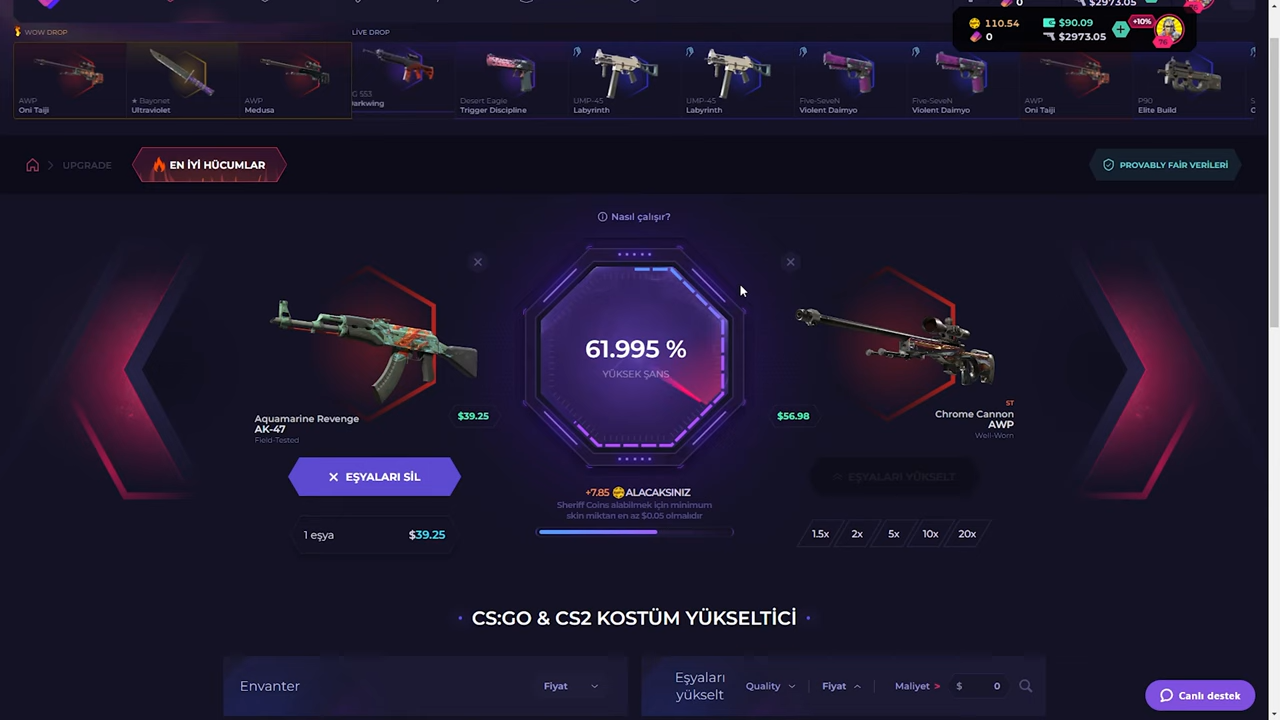 110.54
$90.09
+10%
0
$2973.05
76
WOW DROP
LIVE DROP
AWP
Oni Taiji
★ Bayonet
Ultraviolet
AWP
Medusa
G 553
arkwing
Desert Eagle
Trigger Discipline
UMP-45
Labyrinth
UMP-45
Labyrinth
Five-SeveN
Violent Daimyo
Five-SeveN
Violent Daimyo
AWP
Oni Taiji
P90
Elite Build
UPGRADE
EN İYİ HÜCUMLAR
PROVABLY FAIR VERİLERİ
Nasıl çalışır?
61.995 %
YÜKSEK ŞANS
Aquamarine Revenge
AK-47
Field-Tested
$39.25
$56.98
ST
Chrome Cannon
AWP
Well-Worn
EŞYALARI SİL
EŞYALARI YÜKSELT
+7.85 ALACAKSINIZ
Sheriff Coins alabilmek için minimum
skin miktarı en az $0.05 olmalıdır
1 eşya
$39.25
1.5x
2x
5x
10x
20x
CS:GO & CS2 KOSTÜM YÜKSELTİCİ
Envanter
Fiyat
Eşyaları
yükselt
Quality
Fiyat
Maliyet >
$ 0
Canlı destek